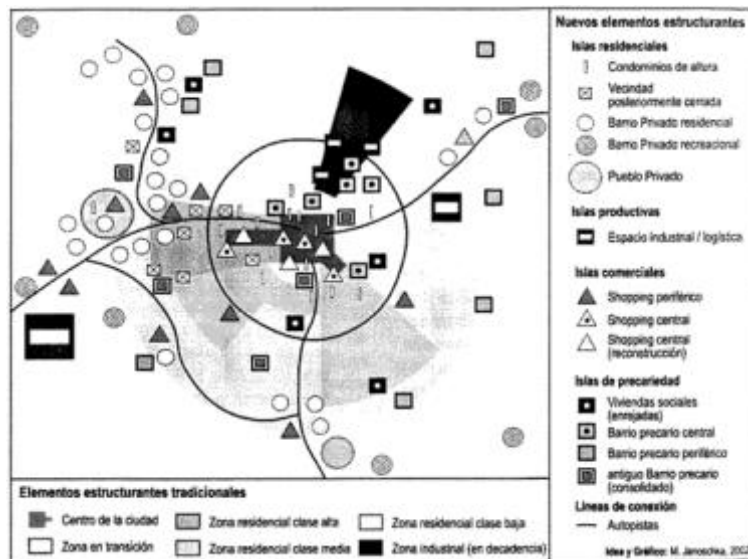 Nuevos elementos estructurantes
Islas residenciales
Condominios de altura
Vecindad
posteriormente cerrada
Barrio Privado residencial
Barrio Privado recreacional
Pueblo Privado
Islas productivas
Espacio industrial / logística
Islas comerciales
Shopping periférico
Shopping central
Shopping central
(reconstrucción)
Islas de precariedad
Viviendas sociales
(enrejadas)
Barrio precario central
Barrio precario periférico
antiguo Barrio precario
(consolidado)
Líneas de conexión
Autopistas
Idea y Gráfico: M. Janoschka,
Elementos estructurantes tradicionales
Centro de la ciudad
Zona residencial clase alta
Zona residencial clase baja
Zona en transición
Zona residencial clase media
Zona industrial (en decadencia)